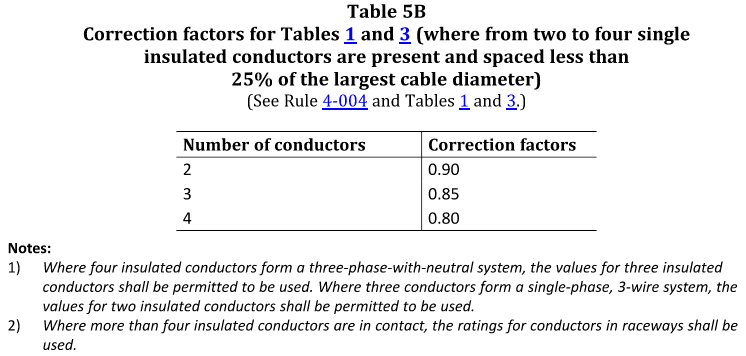 Table 5B
Correction factors for Tables 1 and 3 (where from two to four single
insulated conductors are present and spaced less than
25% of the largest cable diameter)
(See Rule 4-004 and Tables 1 and 3.)
Number of conductors Correction factors
2 0.90
3 0.85
4 0.80
Notes:
1) Where four insulated conductors form a three-phase-with-neutral system, the values for three insulated
conductors shall be permitted to be used. Where three conductors form a single-phase, 3-wire system, the
values for two insulated conductors shall be permitted to be used.
2) Where more than four insulated conductors are in contact, the ratings for conductors in raceways shall be
used.